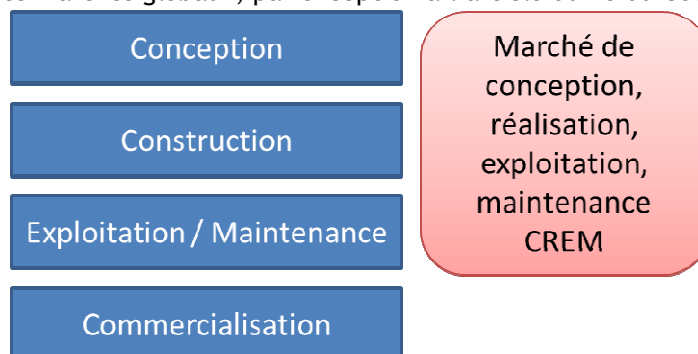 Conception
Construction
Exploitation / Maintenance
Commercialisation
Marché de
conception,
réalisation,
exploitation,
maintenance
CREM